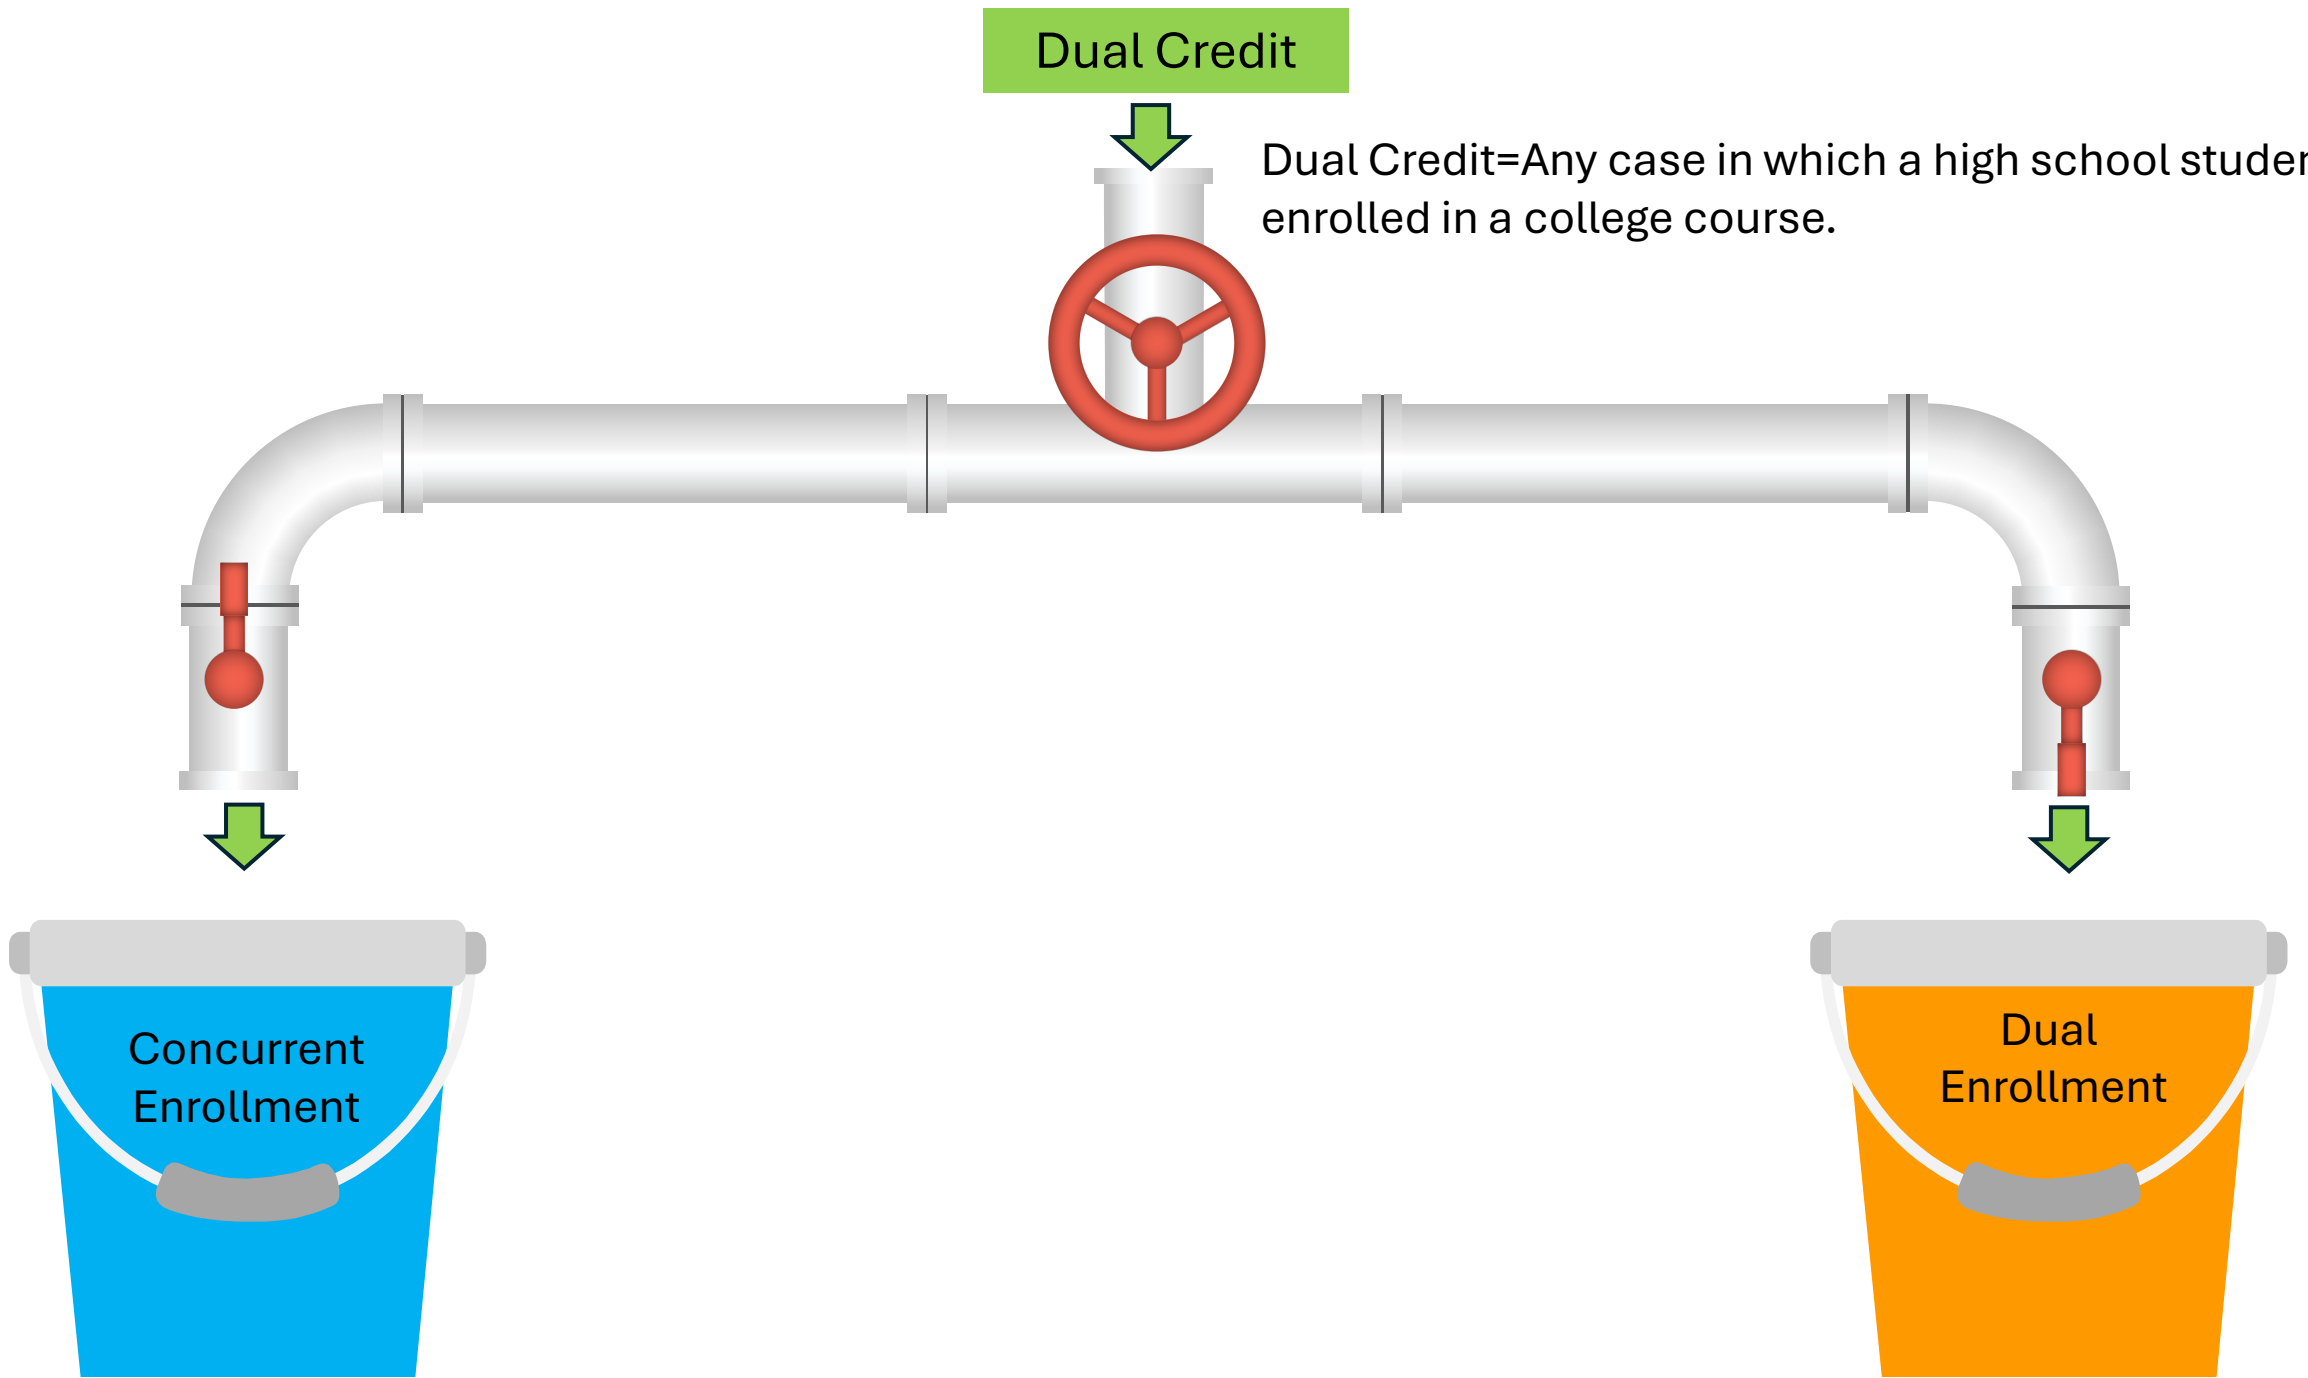 Dual Credit
Dual Credit=Any case in which a high school
enrolled in a college course.
Concurrent
Enrollment
Dual
Enrollment